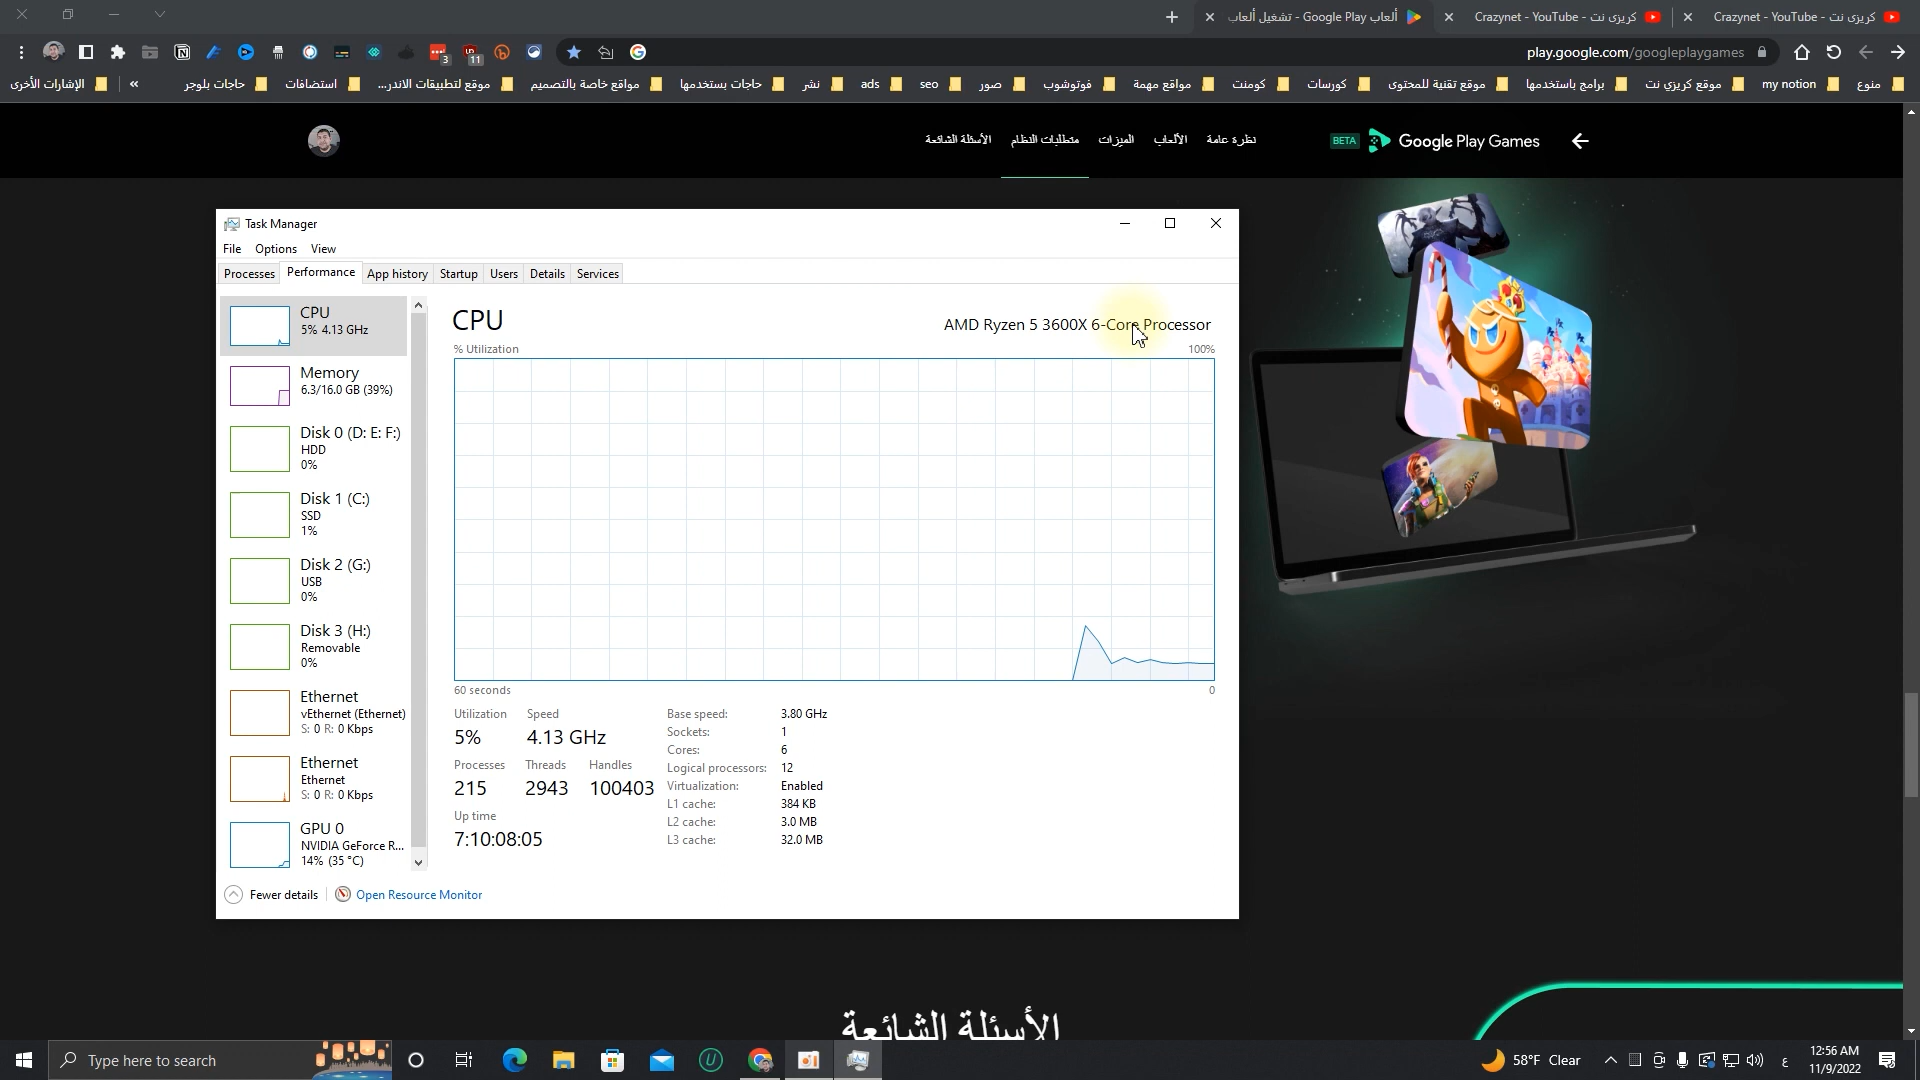 كريزى نت - Crazynet - YouTube
كريزى نت - Crazynet - YouTube
ألعاب Google Play - تشغيل ألعاب
play.google.com/googleplaygames
3
11
منوع
my notion
موقع كريزي نت
برامج باستخدمها
موقع تقنية للمحتوى
كورسات
كومنت
مواقع مهمة
فوتوشوب
صور
seo
ads
نشر
حاجات بستخدمها
مواقع خاصة بالتصميم
موقع لتطبيقات الاندر...
استضافات
حاجات بلوجر
»
الإشارات الأخرى
Google Play Games
BETA
نظرة عامة
الألعاب
الميزات
متطلبات النظام
الأسئلة الشائعة
Task Manager
File Options View
Processes Performance App history Startup Users Details Services
CPU
5% 4.13 GHz
Memory
6.3/16.0 GB (39%)
Disk 0 (D: E: F:)
HDD
0%
Disk 1 (C:)
SSD
1%
Disk 2 (G:)
USB
0%
Disk 3 (H:)
Removable
0%
Ethernet
vEthernet (Ethernet)
S: 0 R: 0 Kbps
Ethernet
Ethernet
S: 0 R: 0 Kbps
GPU 0
NVIDIA GeForce R...
14% (35 °C)
CPU
AMD Ryzen 5 3600X 6-Core Processor
% Utilization 100%
60 seconds 0
Utilization Speed
5% 4.13 GHz
Processes Threads Handles
215 2943 100403
Up time
7:10:08:05
Base speed: 3.80 GHz
Sockets: 1
Cores: 6
Logical processors: 12
Virtualization: Enabled
L1 cache: 384 KB
L2 cache: 3.0 MB
L3 cache: 32.0 MB
Fewer details
Open Resource Monitor
الأسئلة الشائعة
Type here to search
58°F Clear
ع
12:56 AM
11/9/2022